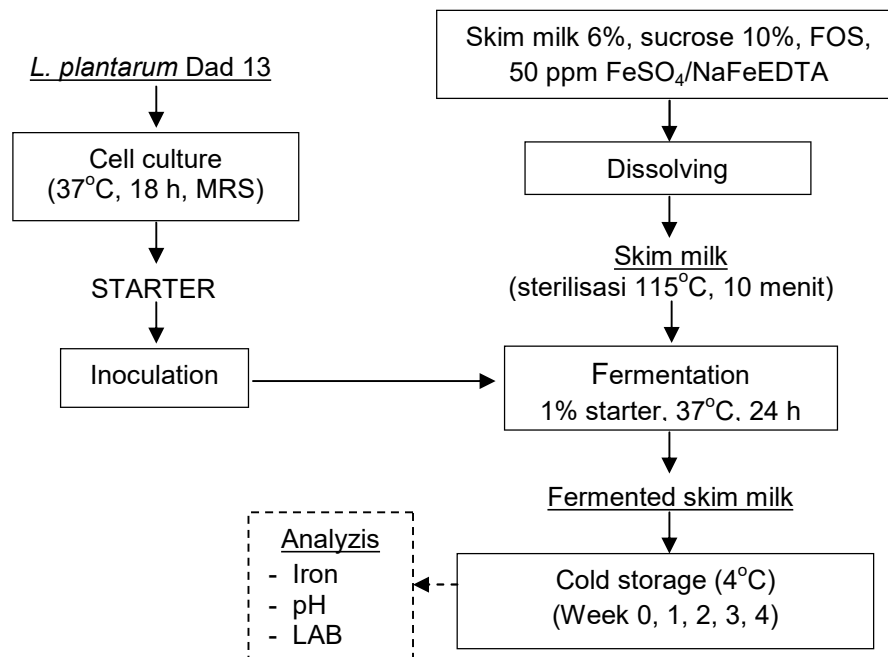 L. plantarum Dad 13
Cell culture
(37°C, 18 h, MRS)
STARTER
Inoculation
Skim milk 6%, sucrose 10%, FOS,
50 ppm FeSO₄/NaFeEDTA
Dissolving
Skim milk
(sterilisasi 115°C, 10 menit)
Fermentation
1% starter, 37°C, 24 h
Fermented skim milk
Cold storage (4°C)
(Week 0, 1, 2, 3, 4)
Analyzis
- Iron
- pH
- LAB